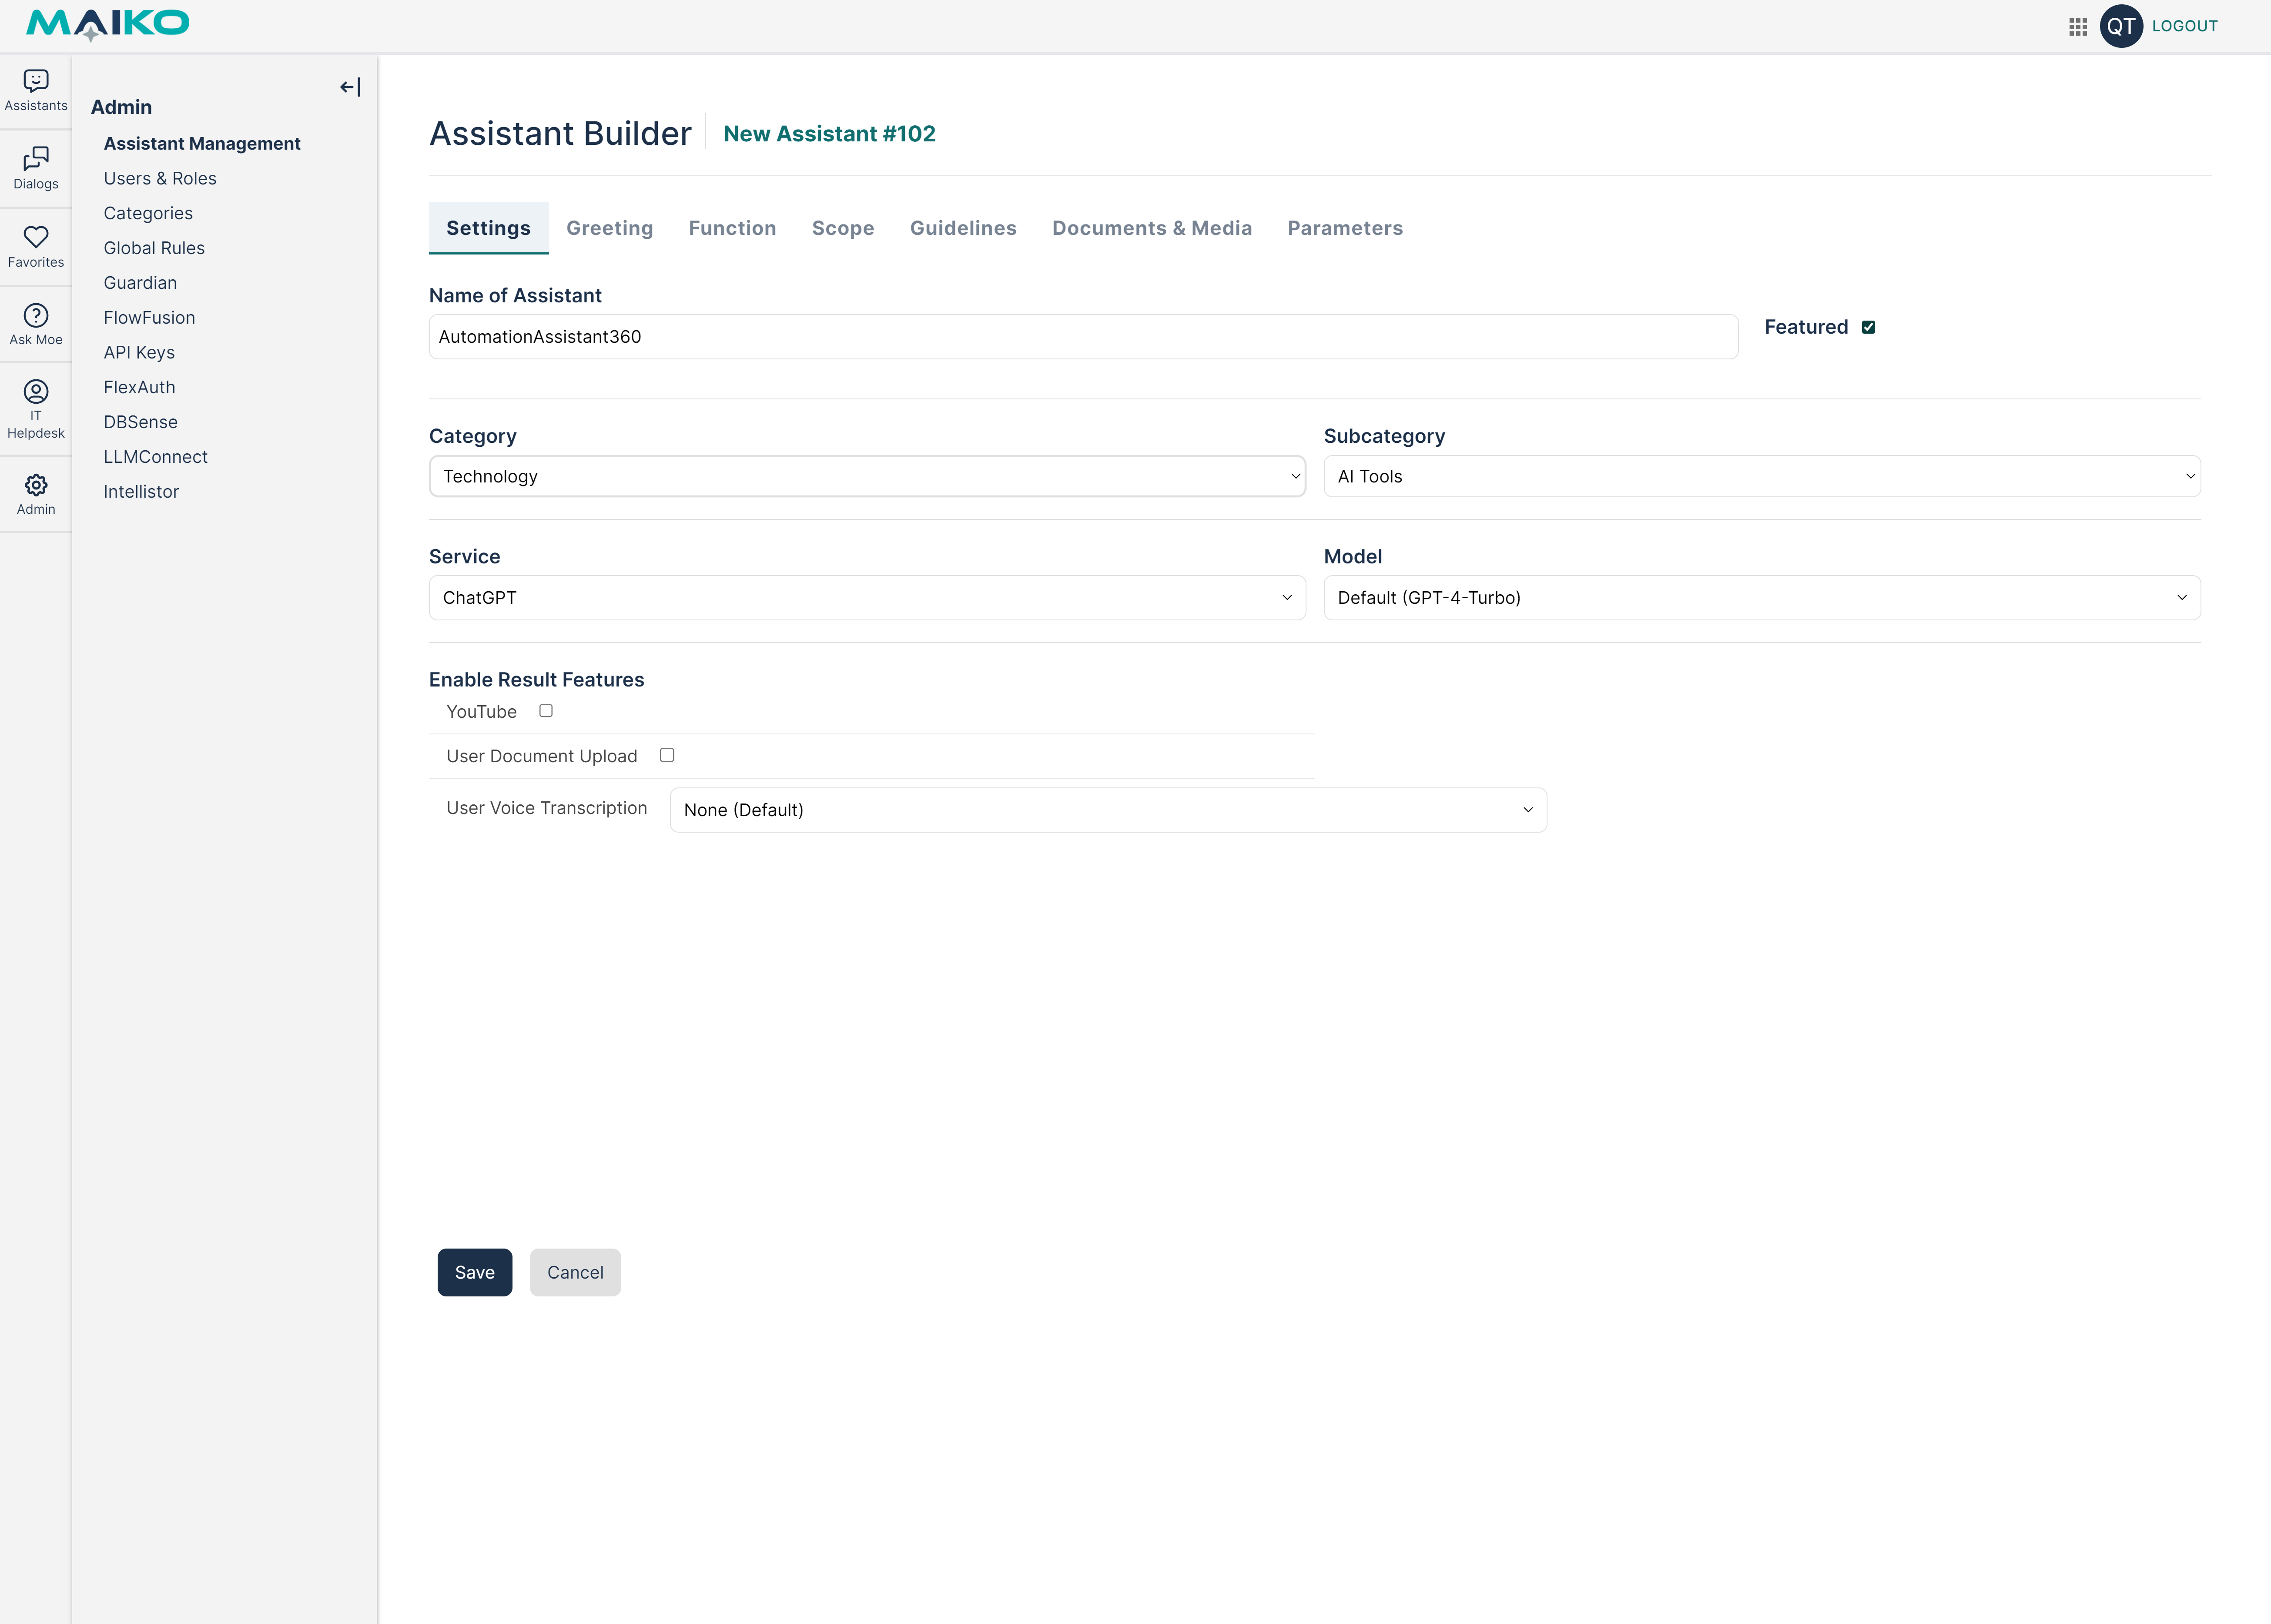 MAIKO
QT
LOGOUT
Assistants
Dialogs
Favorites
Ask Moe
IT
Helpdesk
Admin
Admin
Assistant Management
Users & Roles
Categories
Global Rules
Guardian
FlowFusion
API Keys
FlexAuth
DBSense
LLMConnect
Intellistor
Assistant Builder
New Assistant #102
Settings
Greeting
Function
Scope
Guidelines
Documents & Media
Parameters
Name of Assistant
AutomationAssistant360
Featured
Category
Subcategory
Technology
AI Tools
Service
Model
ChatGPT
Default (GPT-4-Turbo)
Enable Result Features
YouTube
User Document Upload
User Voice Transcription
None (Default)
Save
Cancel